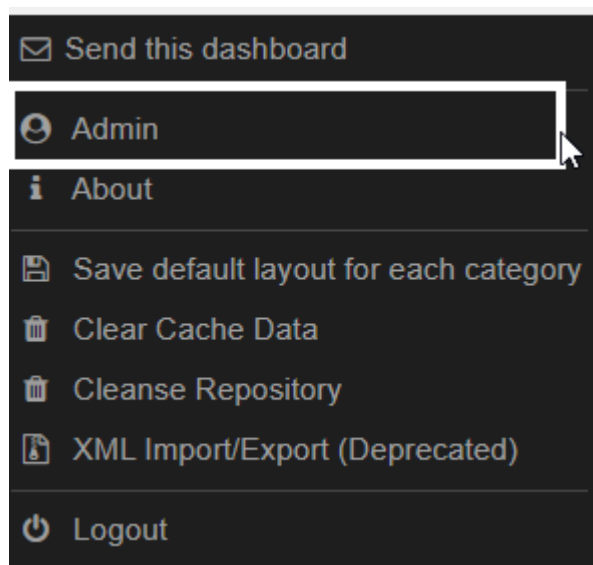 Send this dashboard
Admin
About
Save default layout for each category
Clear Cache Data
Cleanse Repository
XML Import/Export (Deprecated)
Logout